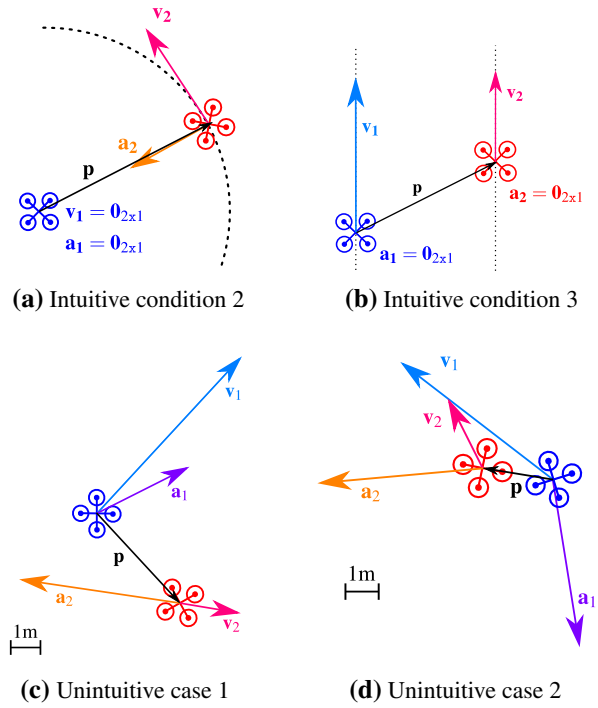 v₂
a₂
p
v₁ = 0₂ₓ₁
a₁ = 0₂ₓ₁
(a) Intuitive condition 2
v₁
v₂
p
a₂ = 0₂ₓ₁
a₁ = 0₂ₓ₁
(b) Intuitive condition 3
v₁
a₁
p
a₂
v₂
1m
(c) Unintuitive case 1
v₁
v₂
a₂
p
1m
a₁
(d) Unintuitive case 2